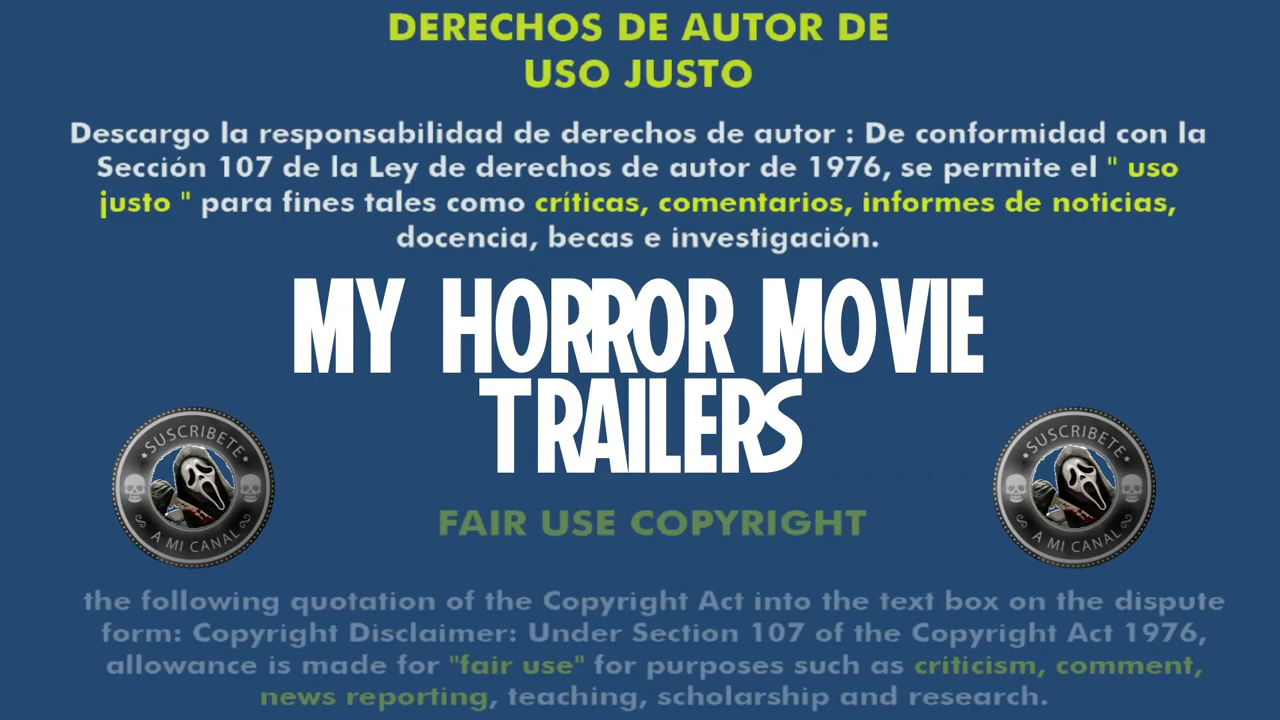 DERECHOS DE AUTOR DE
USO JUSTO
Descargo la responsabilidad de derechos de autor : De conformidad con la
Sección 107 de la Ley de derechos de autor de 1976, se permite el " uso
justo " para fines tales como críticas, comentarios, informes de noticias,
docencia, becas e investigación.
MY HORROR MOVIE
TRAILERS
SUSCRIBETE
A MI CANAL
SUSCRIBETE
A MI CANAL
FAIR USE COPYRIGHT
the following quotation of the Copyright Act into the text box on the dispute
form: Copyright Disclaimer: Under Section 107 of the Copyright Act 1976,
allowance is made for "fair use" for purposes such as criticism, comment,
news reporting, teaching, scholarship and research.